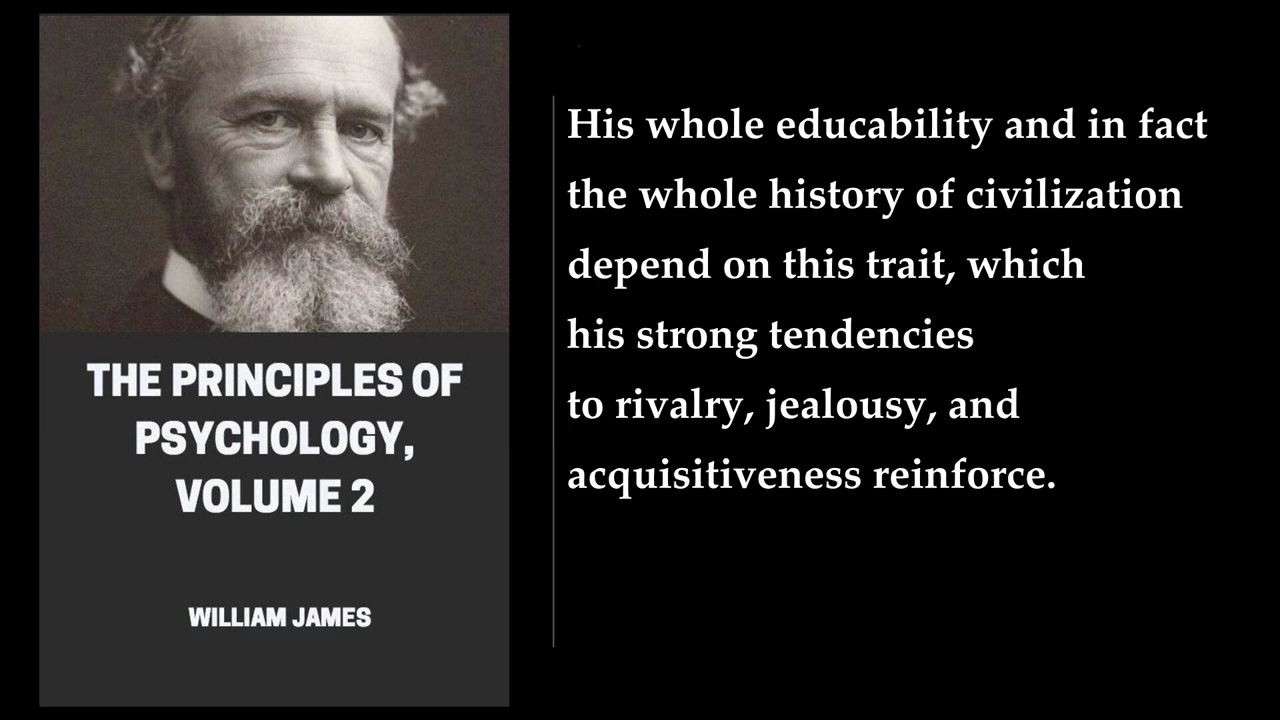 THE PRINCIPLES OF
PSYCHOLOGY,
VOLUME 2
WILLIAM JAMES
His whole educability and in fact
the whole history of civilization
depend on this trait, which
his strong tendencies
to rivalry, jealousy, and
acquisitiveness reinforce.